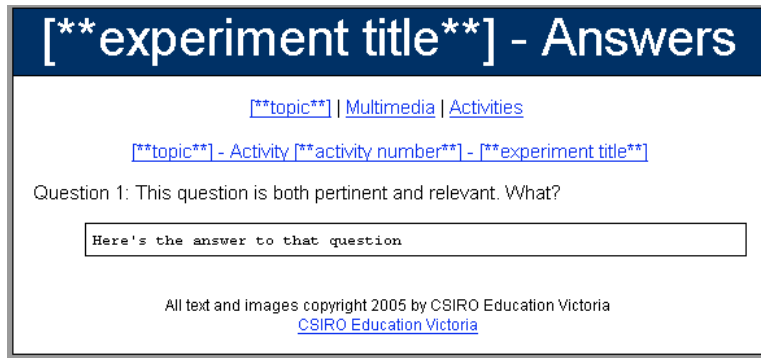 [**experiment title**] - Answers
[**topic**] | Multimedia | Activities
[**topic**] - Activity [**activity number**] - [**experiment title**]
Question 1: This question is both pertinent and relevant. What?
Here's the answer to that question
All text and images copyright 2005 by CSIRO Education Victoria
CSIRO Education Victoria